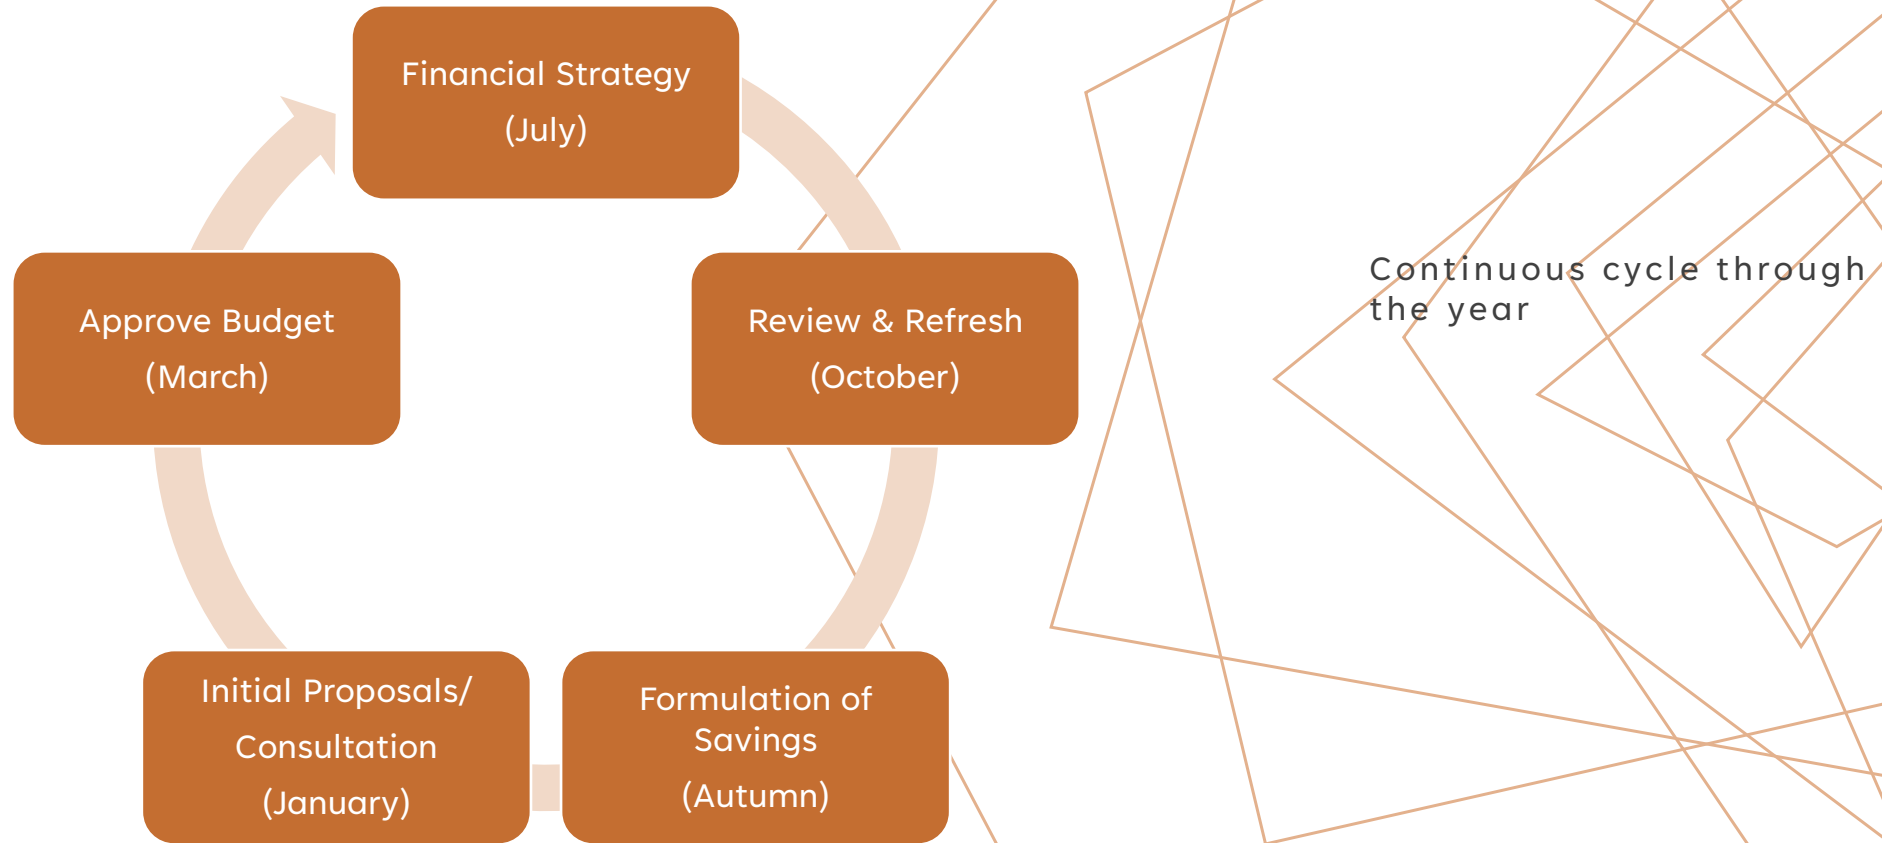 Financial Strategy
(July)
Review & Refresh
(October)
Formulation of
Savings
(Autumn)
Initial Proposals/
Consultation
(January)
Approve Budget
(March)
Continuous cycle through
the year